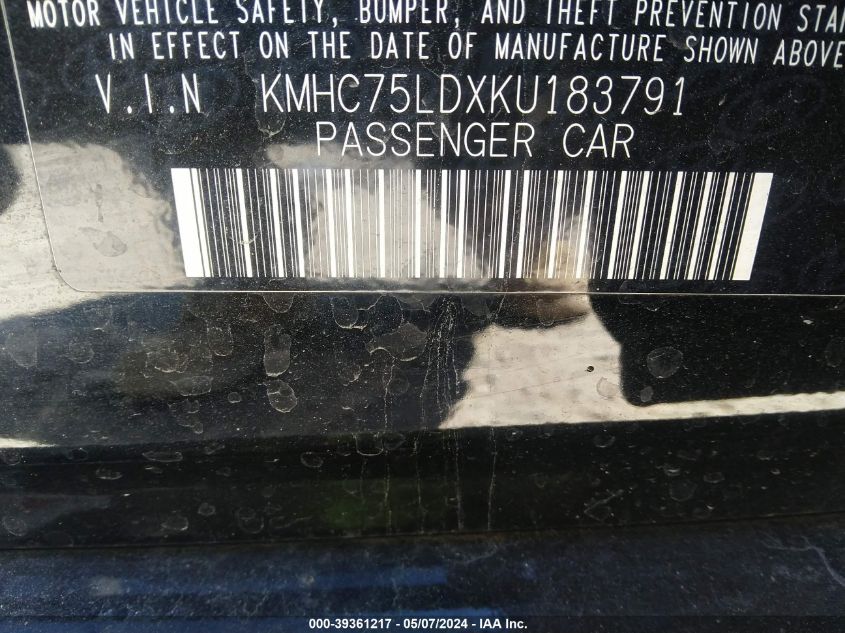 MOTOR VEHICLE SAFETY, BUMPER, AND THEFT PREVENTION STAN
IN EFFECT ON THE DATE OF MANUFACTURE SHOWN ABOVE
V.I.N KMHC75LDXKU183791
PASSENGER CAR
000-39361217 - 05/07/2024 - IAA Inc.